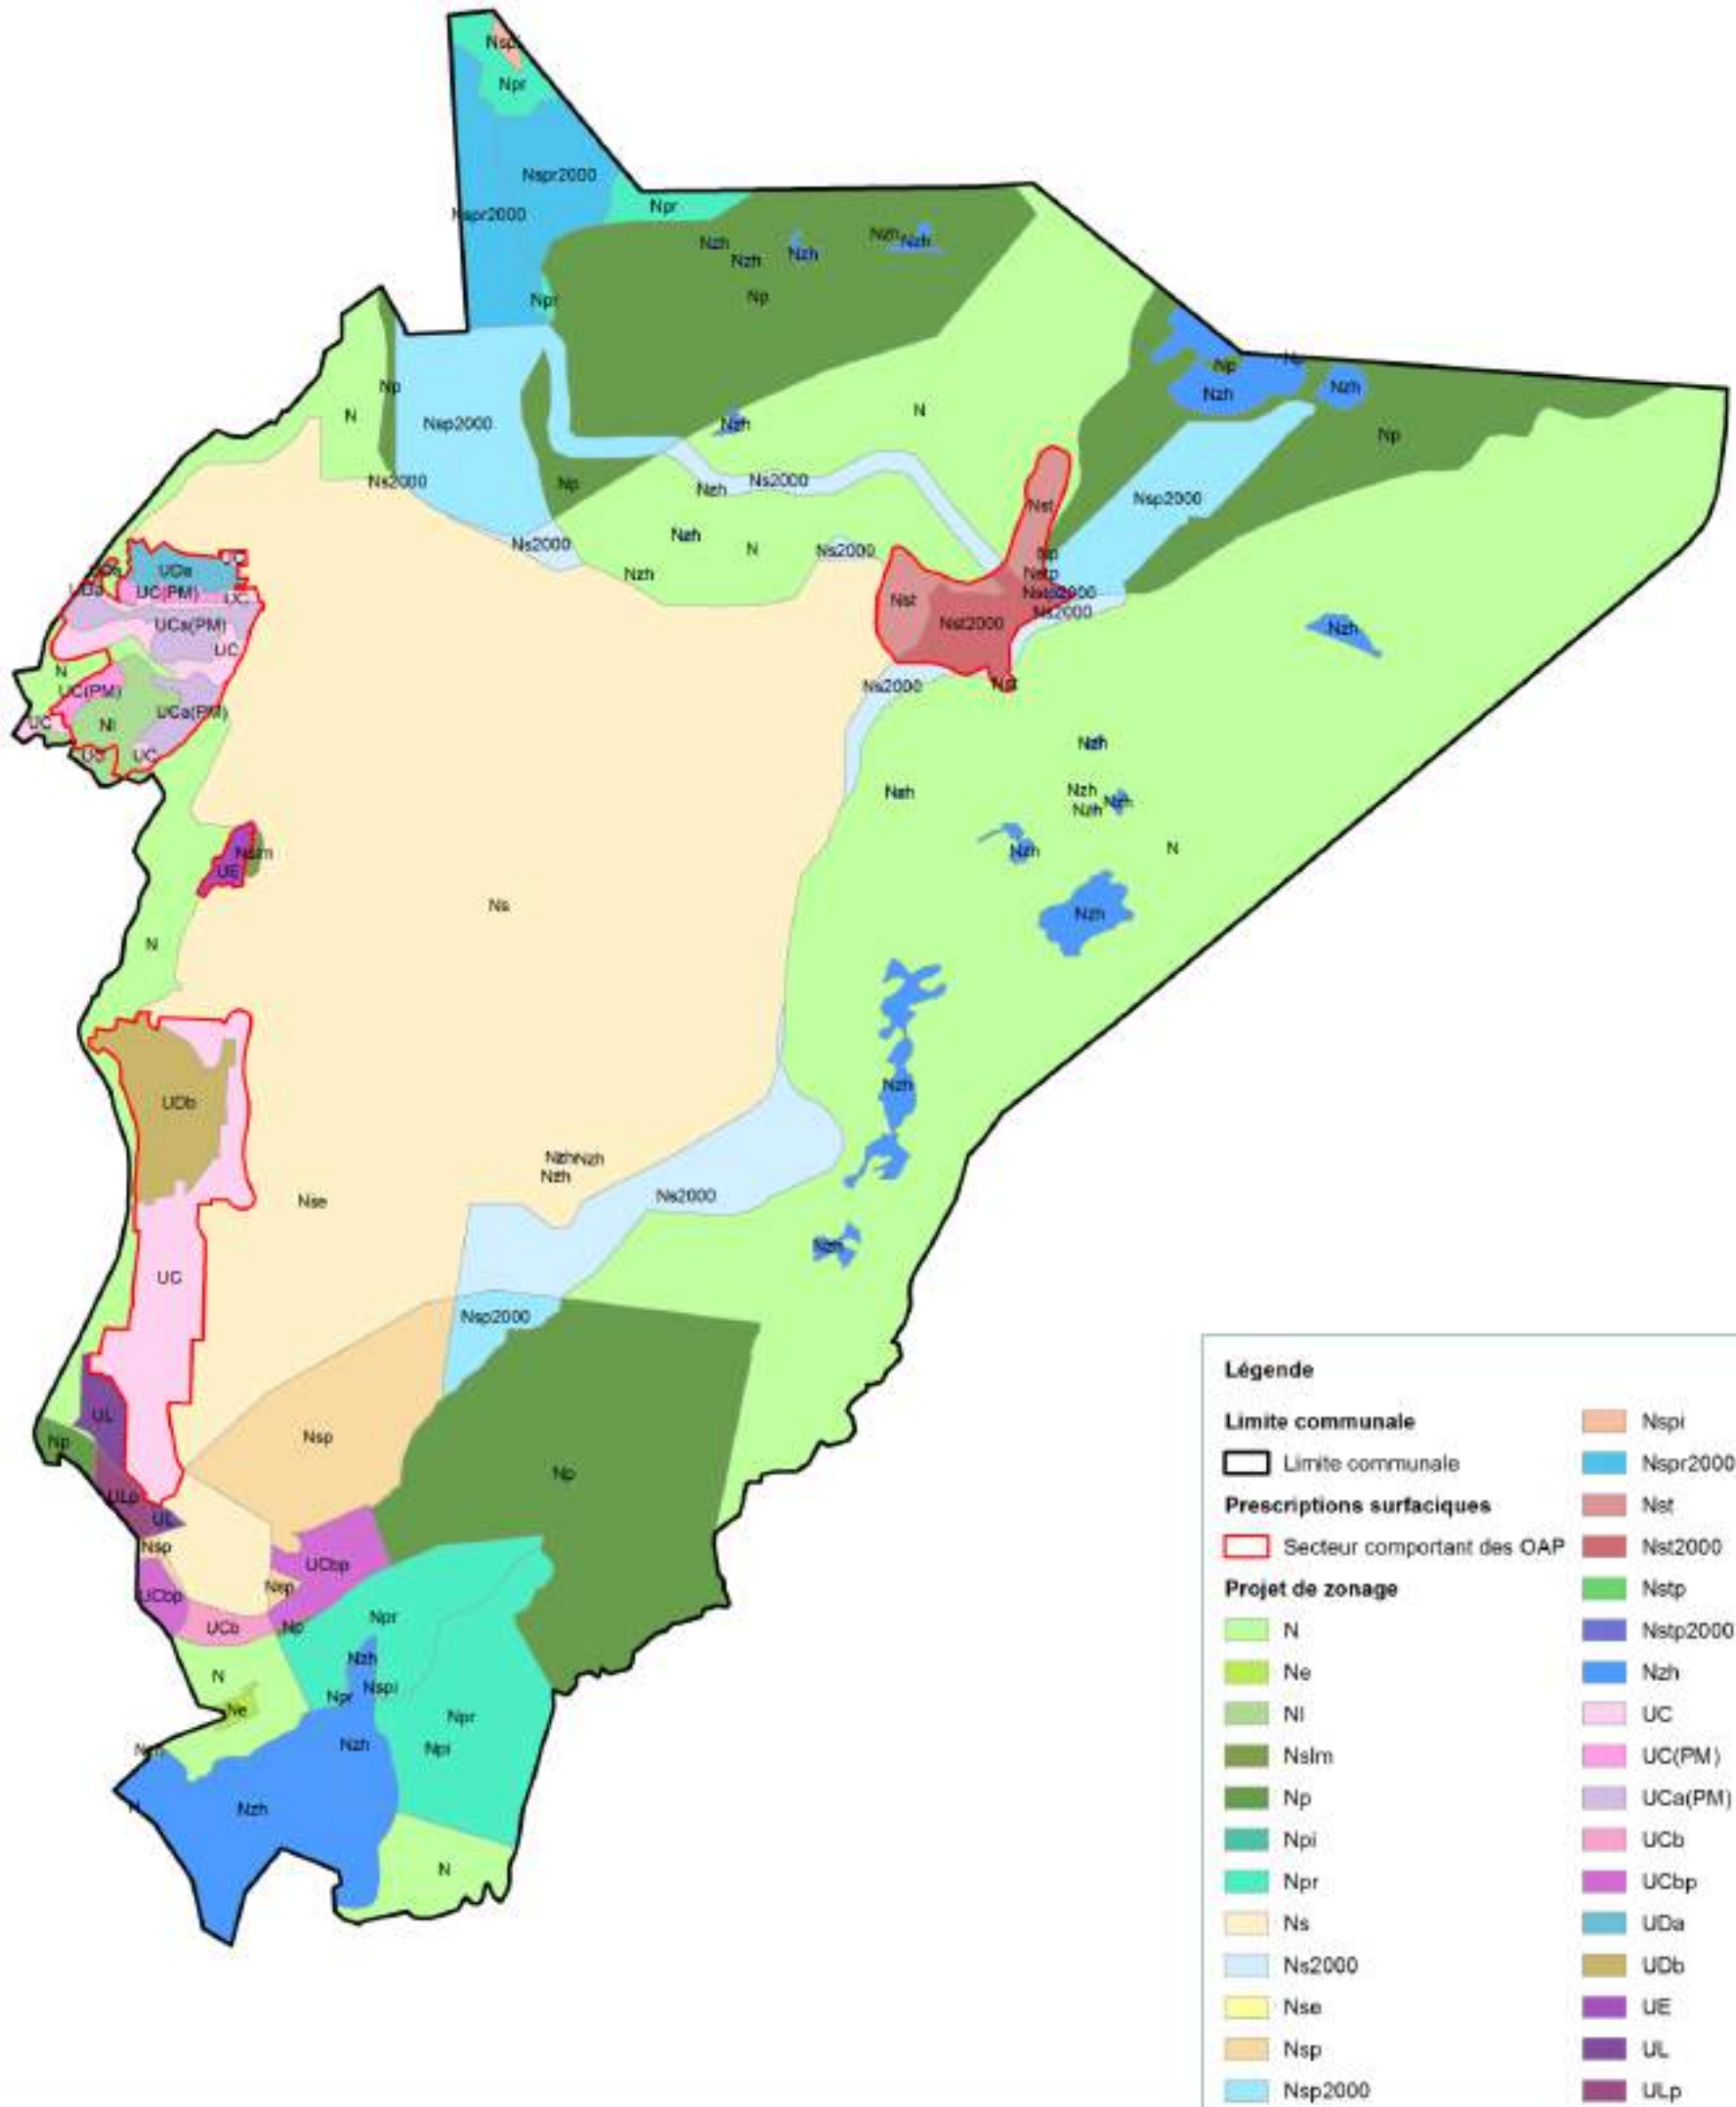 Nspi
Npr
Nspr2000
Nspr2000
Npr
Nzh
Nzh
Nzh
Nzh
Nzh
Np
Npr
Np
Nzh
Nzh
Np
N
Nsp2000
Nzh
N
Np
Ns2000
Np
Nzh
Ns2000
Nsp2000
Nst
Ns2000
Nzh
N
Ns2000
Nzh
Np
Nstp
Nstp2000
Ns2000
Nst
Nst2000
Nzh
Ns2000
Nst
UC
UDa
UDa
UC(PM)
UC
UCa(PM)
UC
N
UC(PM)
UCa(PM)
UC
Nl
UC
Nzh
Nzh
Nzh
Nzh
Nzh
Nzh
N
Nslm
UE
Ns
Nzh
N
Nzh
UDb
NzhNzh
Nzh
Nse
Ns2000
Nzh
UC
Nsp2000
UL
Nsp
Np
Np
ULp
UL
Nsp
UCbp
Nsp
UCbp
UCb
Np
Npr
N
Nzh
Nspi
Npr
Ne
Npr
Nzh
Npi
Nzh
N
Légende
Limite communale
Limite communale
Prescriptions surfaciques
Secteur comportant des OAP
Projet de zonage
N
Ne
Nl
Nslm
Np
Npi
Npr
Ns
Ns2000
Nse
Nsp
Nsp2000
Nspi
Nspr2000
Nst
Nst2000
Nstp
Nstp2000
Nzh
UC
UC(PM)
UCa(PM)
UCb
UCbp
UDa
UDb
UE
UL
ULp